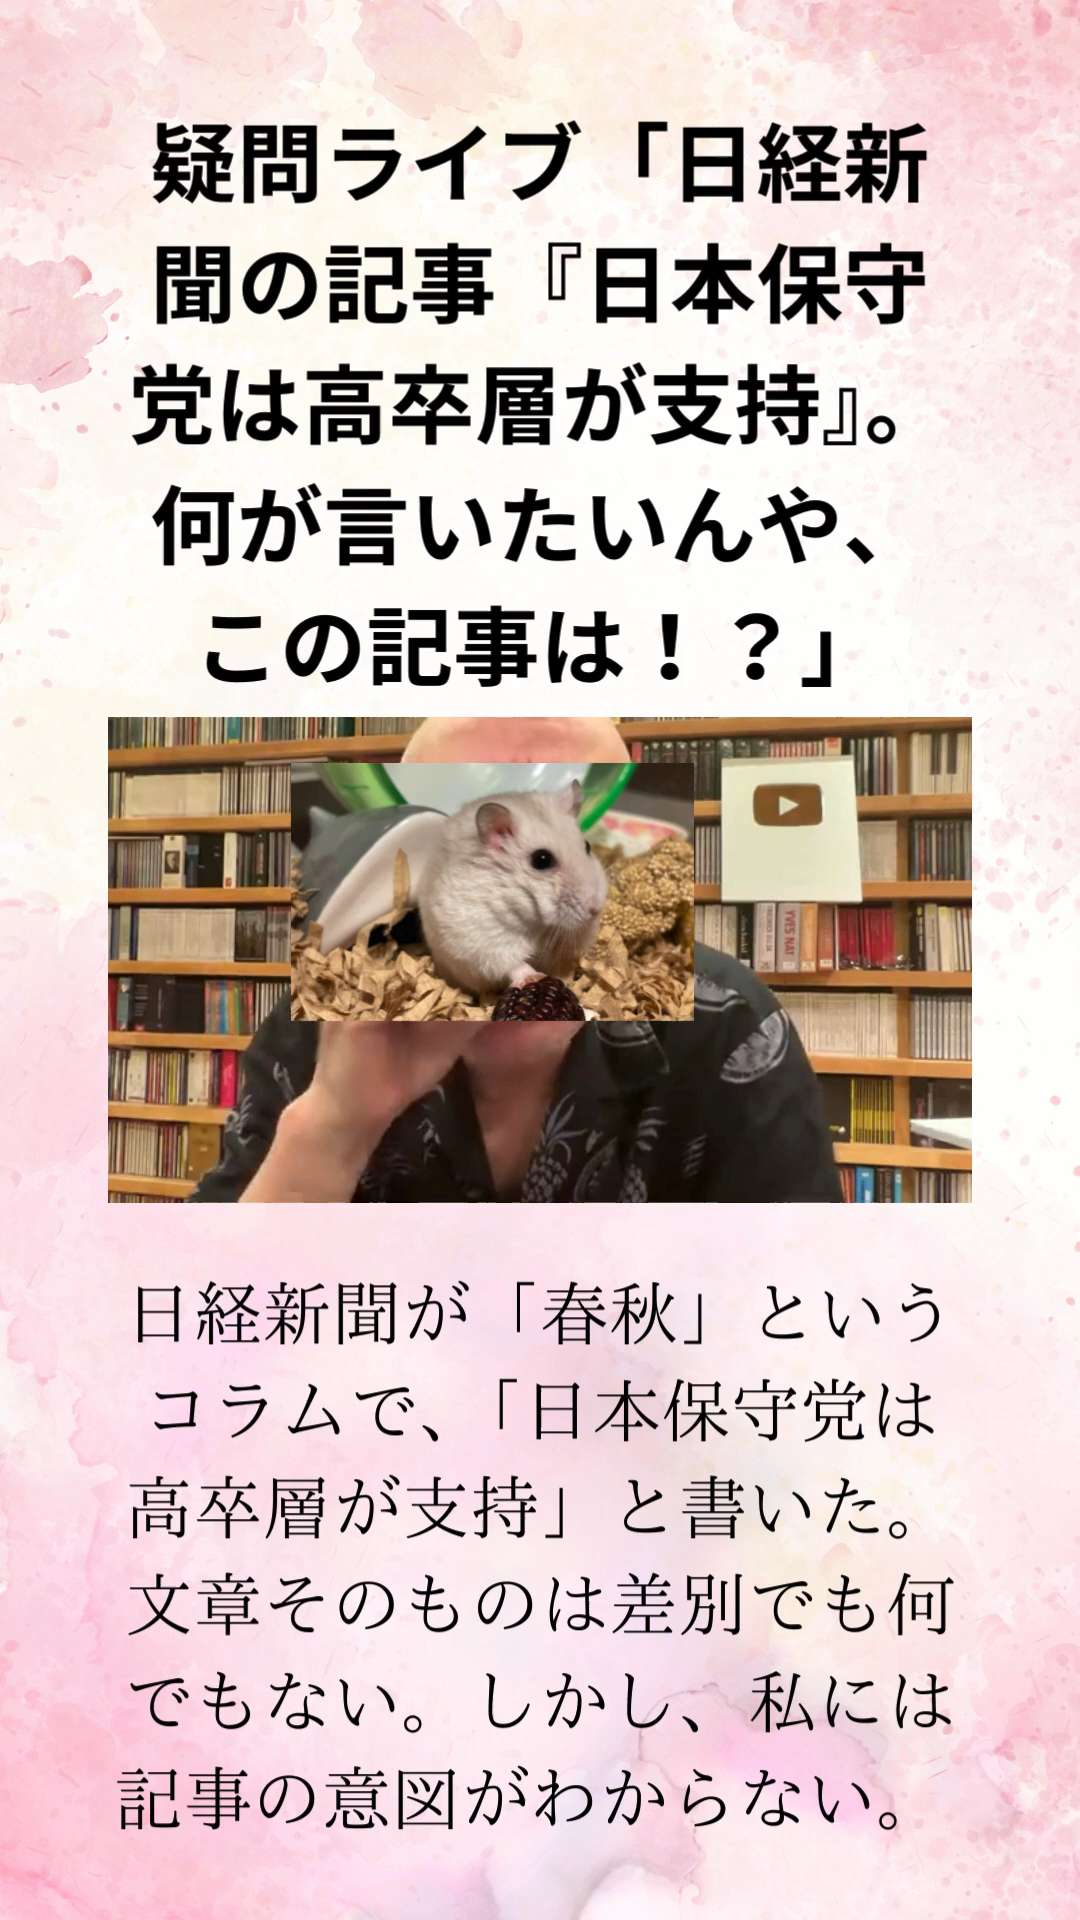 疑問ライブ「日経新
聞の記事『日本保守
党は高卒層が支持』。
何が言いたいんや、
この記事は！？」
YVES NAT
日経新聞が「春秋」という
コラムで、「日本保守党は
高卒層が支持」と書いた。
文章そのものは差別でも何
でもない。しかし、私には
記事の意図がわからない。